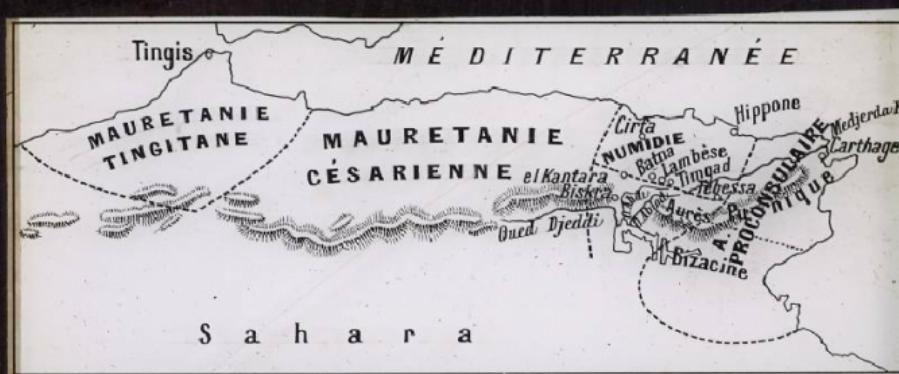 Tingis
MÉDITERRANÉE
MAURETANIE
TINGITANE
MAURETANIE
CÉSARIENNE
Cirta
NUMIDIE
Hippone
Medjerda
Carthage
Batna
Lambèse
Timgad
Tebessa
el Kantara
Biskra
Aurès
A. PROCONSULAIRE
Oued Djeddi
Bizacine
Sahara